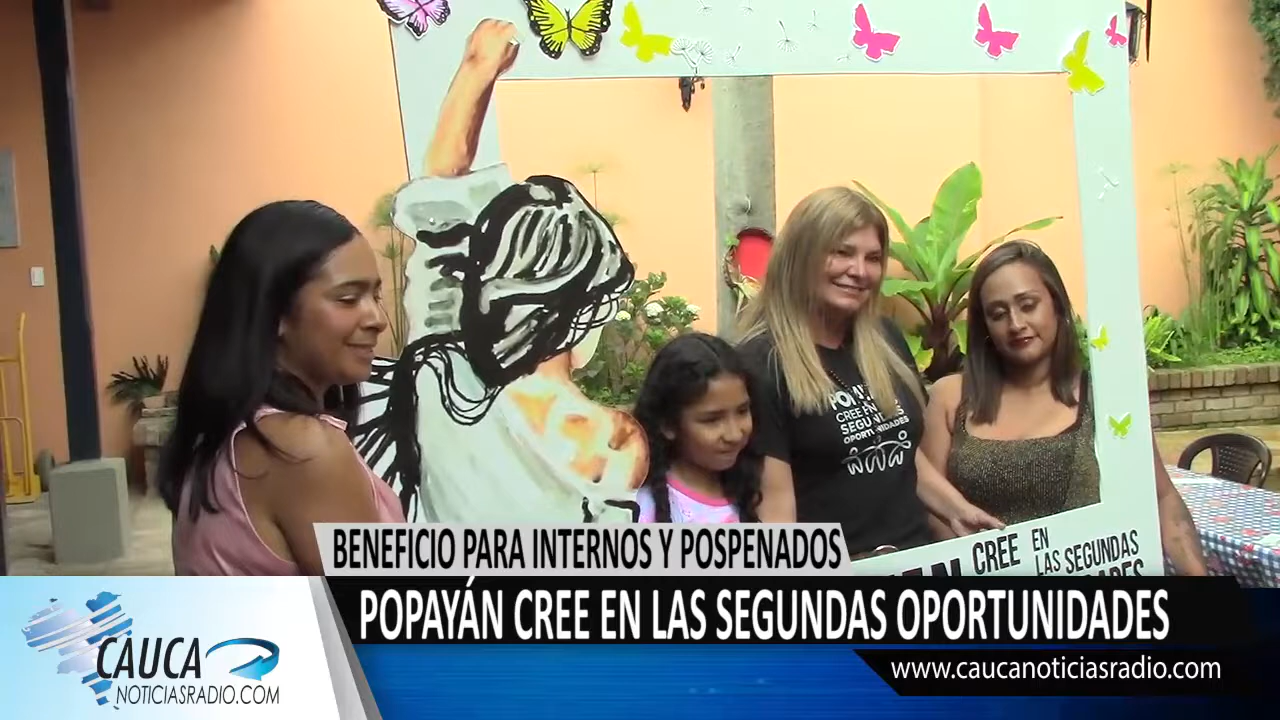 POPAYÁN
CREE EN LAS
SEGUNDAS
OPORTUNIDADES
CREE EN
LAS SEGUNDAS
BENEFICIO PARA INTERNOS Y POSPENADOS
POPAYÁN CREE EN LAS SEGUNDAS OPORTUNIDADES
CAUCA
NOTICIASRADIO.COM
www.caucanoticiasradio.com